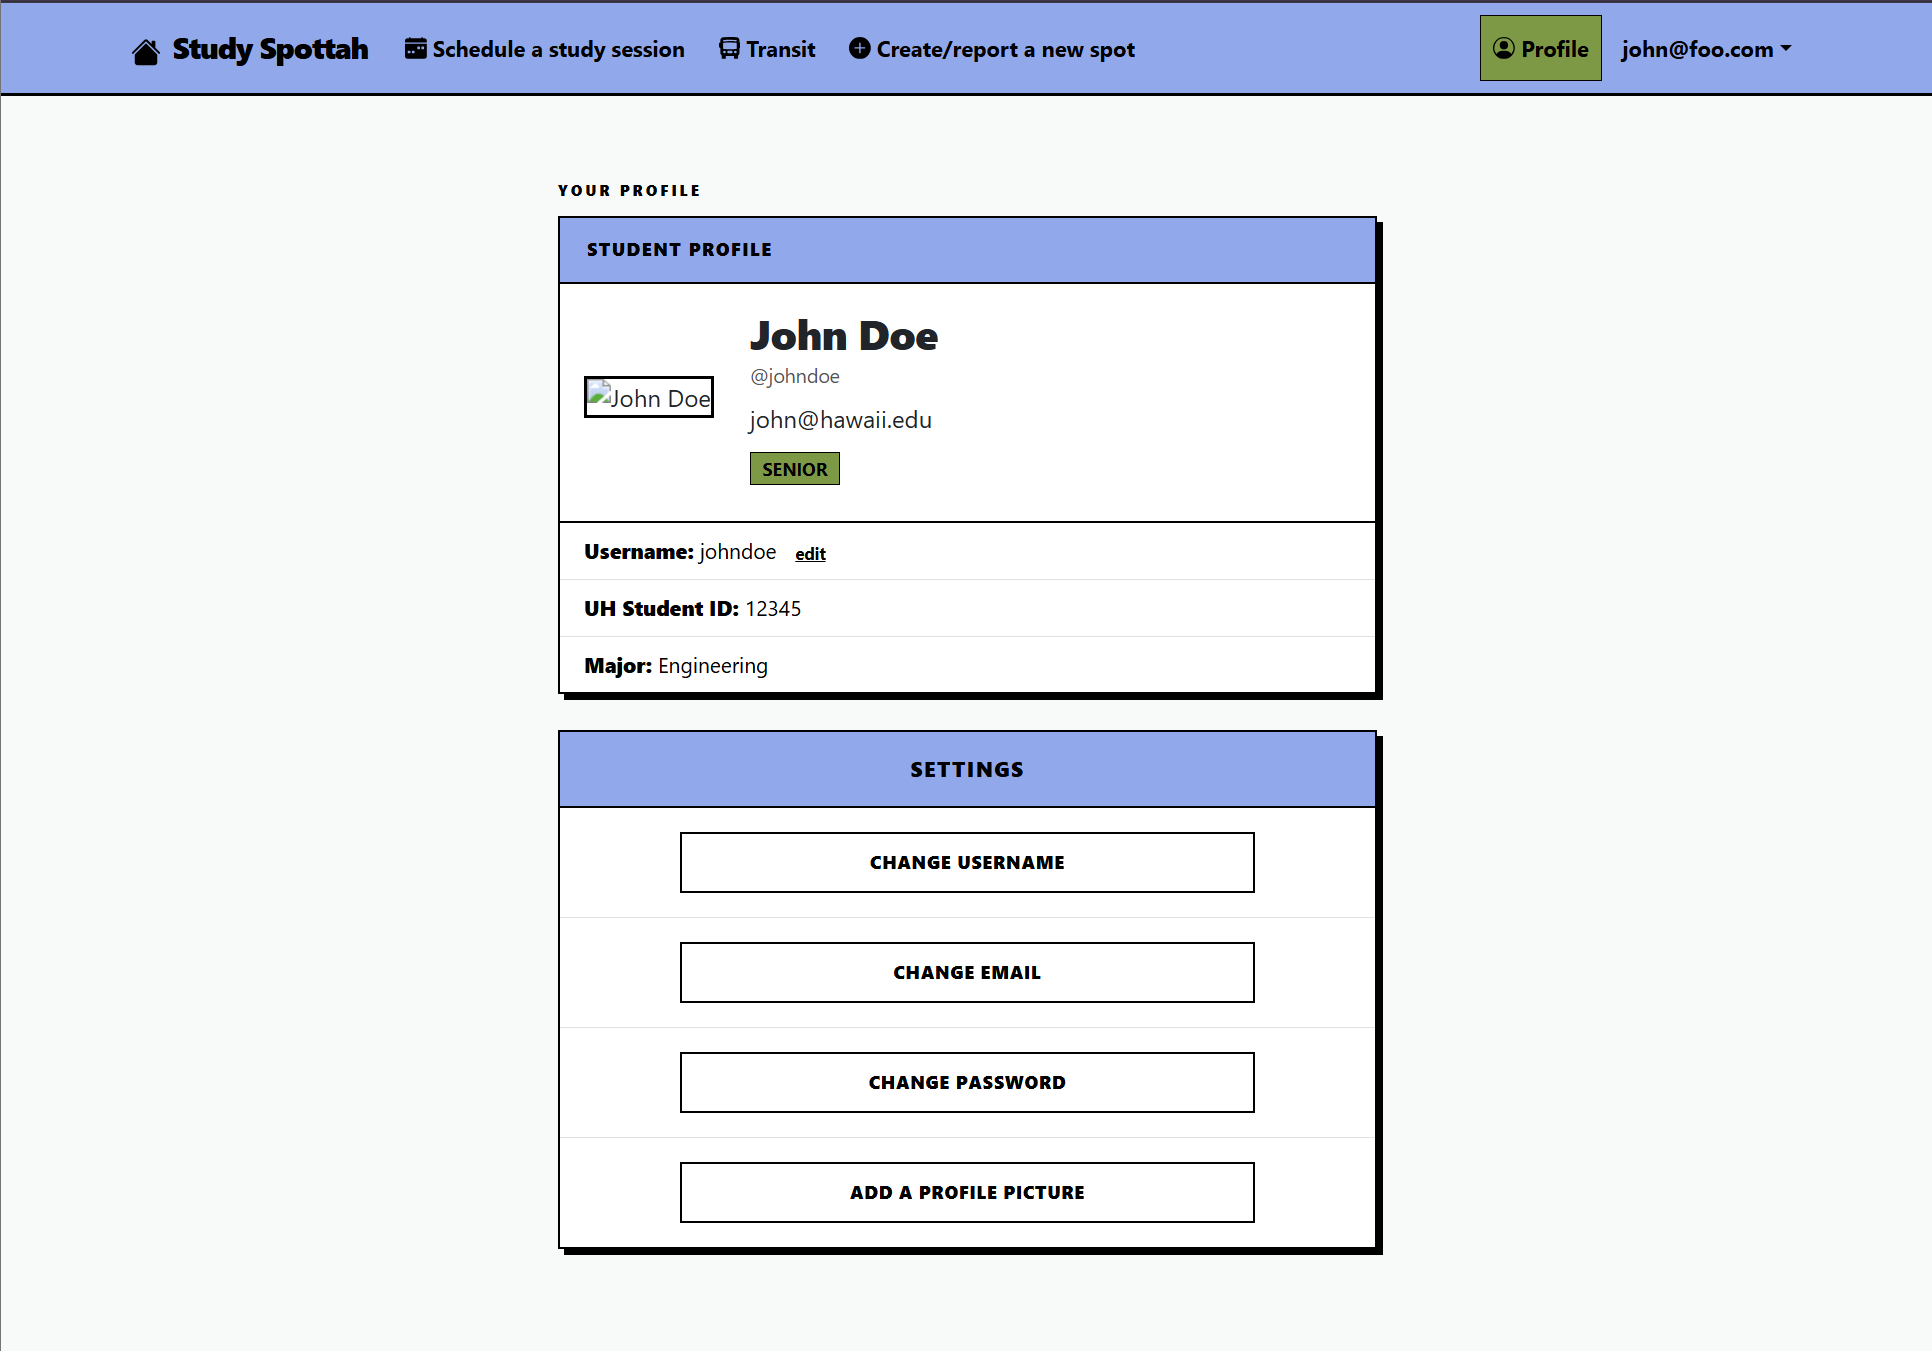 Study Spottah Schedule a study session Transit Create/report a new spot Profile john@foo.com
YOUR PROFILE
STUDENT PROFILE
John Doe
@johndoe
John Doe
john@hawaii.edu
SENIOR
Username: johndoe edit
UH Student ID: 12345
Major: Engineering
SETTINGS
CHANGE USERNAME
CHANGE EMAIL
CHANGE PASSWORD
ADD A PROFILE PICTURE